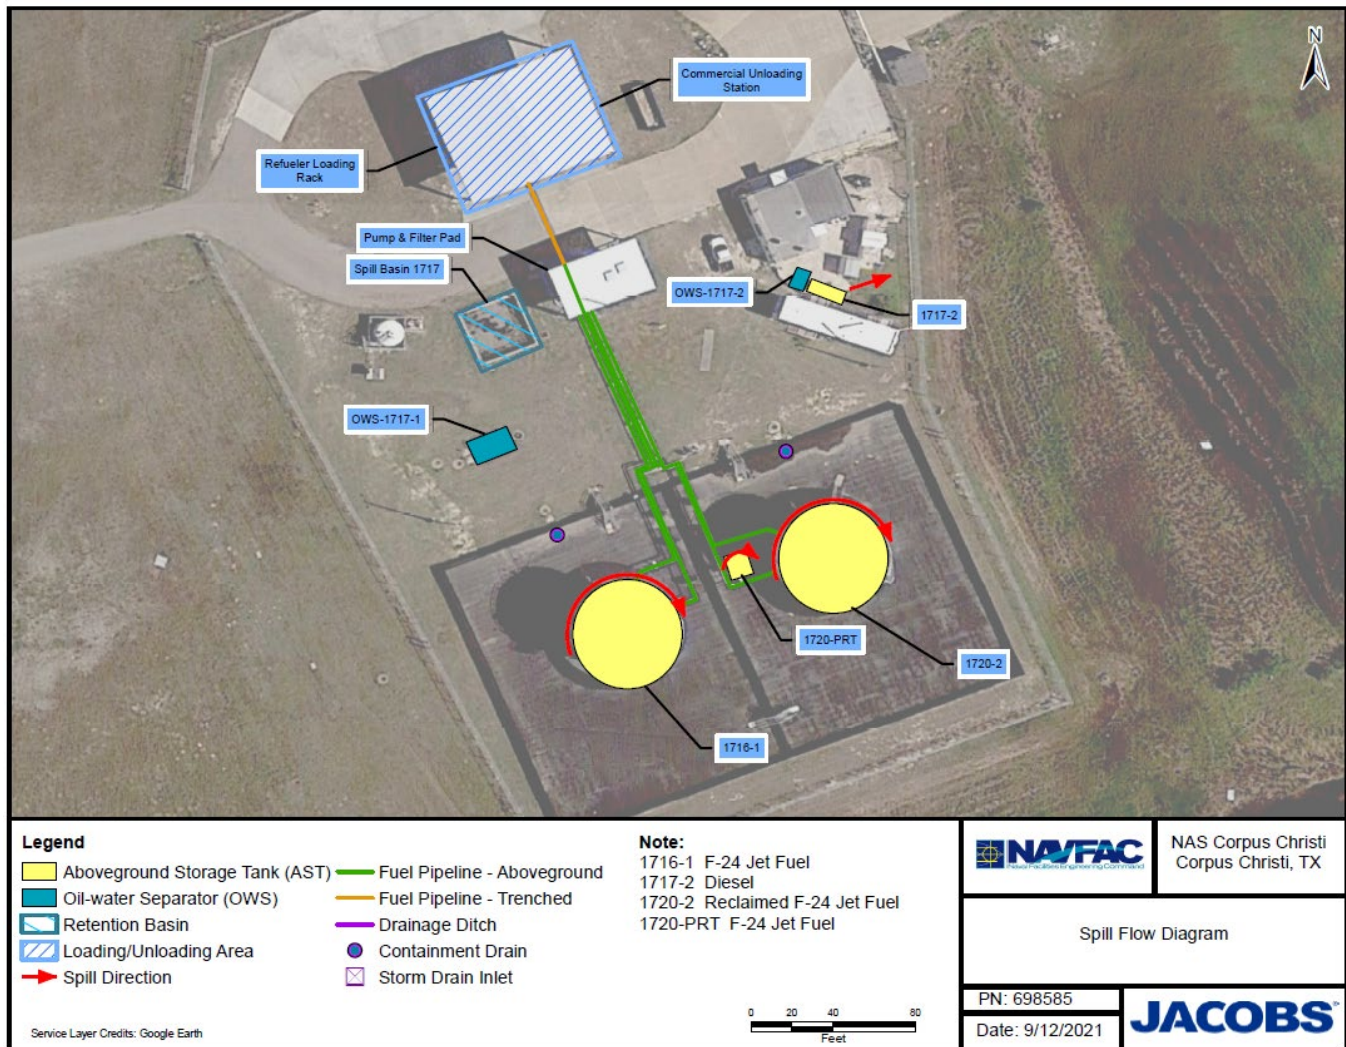 N
Commercial Unloading
Station
Refueler Loading
Rack
Pump & Filter Pad
Spill Basin 1717
OWS-1717-2
1717-2
OWS-1717-1
1720-PRT
1720-2
1716-1
Legend
Aboveground Storage Tank (AST)
Oil-water Separator (OWS)
Retention Basin
Loading/Unloading Area
Spill Direction
Fuel Pipeline - Aboveground
Fuel Pipeline - Trenched
Drainage Ditch
Containment Drain
Storm Drain Inlet
Service Layer Credits: Google Earth
Note:
1716-1 F-24 Jet Fuel
1717-2 Diesel
1720-2 Reclaimed F-24 Jet Fuel
1720-PRT F-24 Jet Fuel
0 20 40 80
Feet
NAVFAC
Naval Facilities Engineering Command
NAS Corpus Christi
Corpus Christi, TX
Spill Flow Diagram
PN: 698585
Date: 9/12/2021
JACOBS